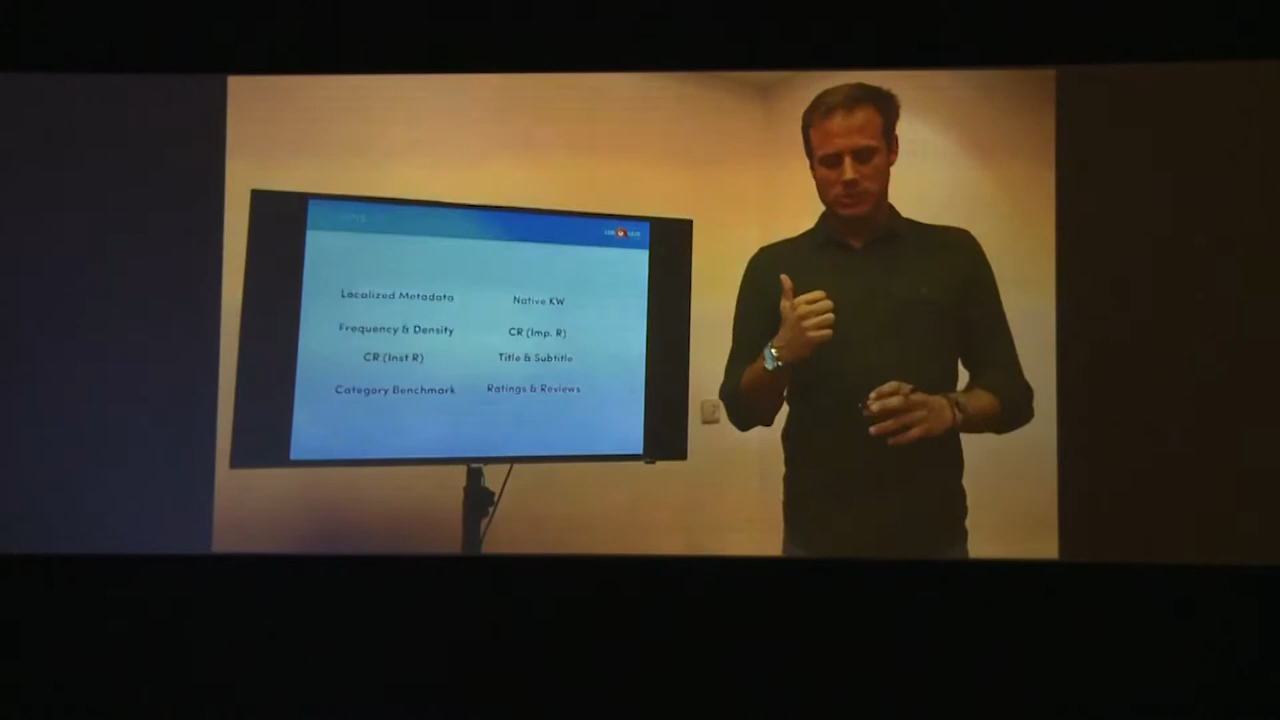 Localized Metadata
Native KW
Frequency & Density
CR (Imp. R)
CR (Inst R)
Title & Subtitle
Category Benchmark
Ratings & Reviews